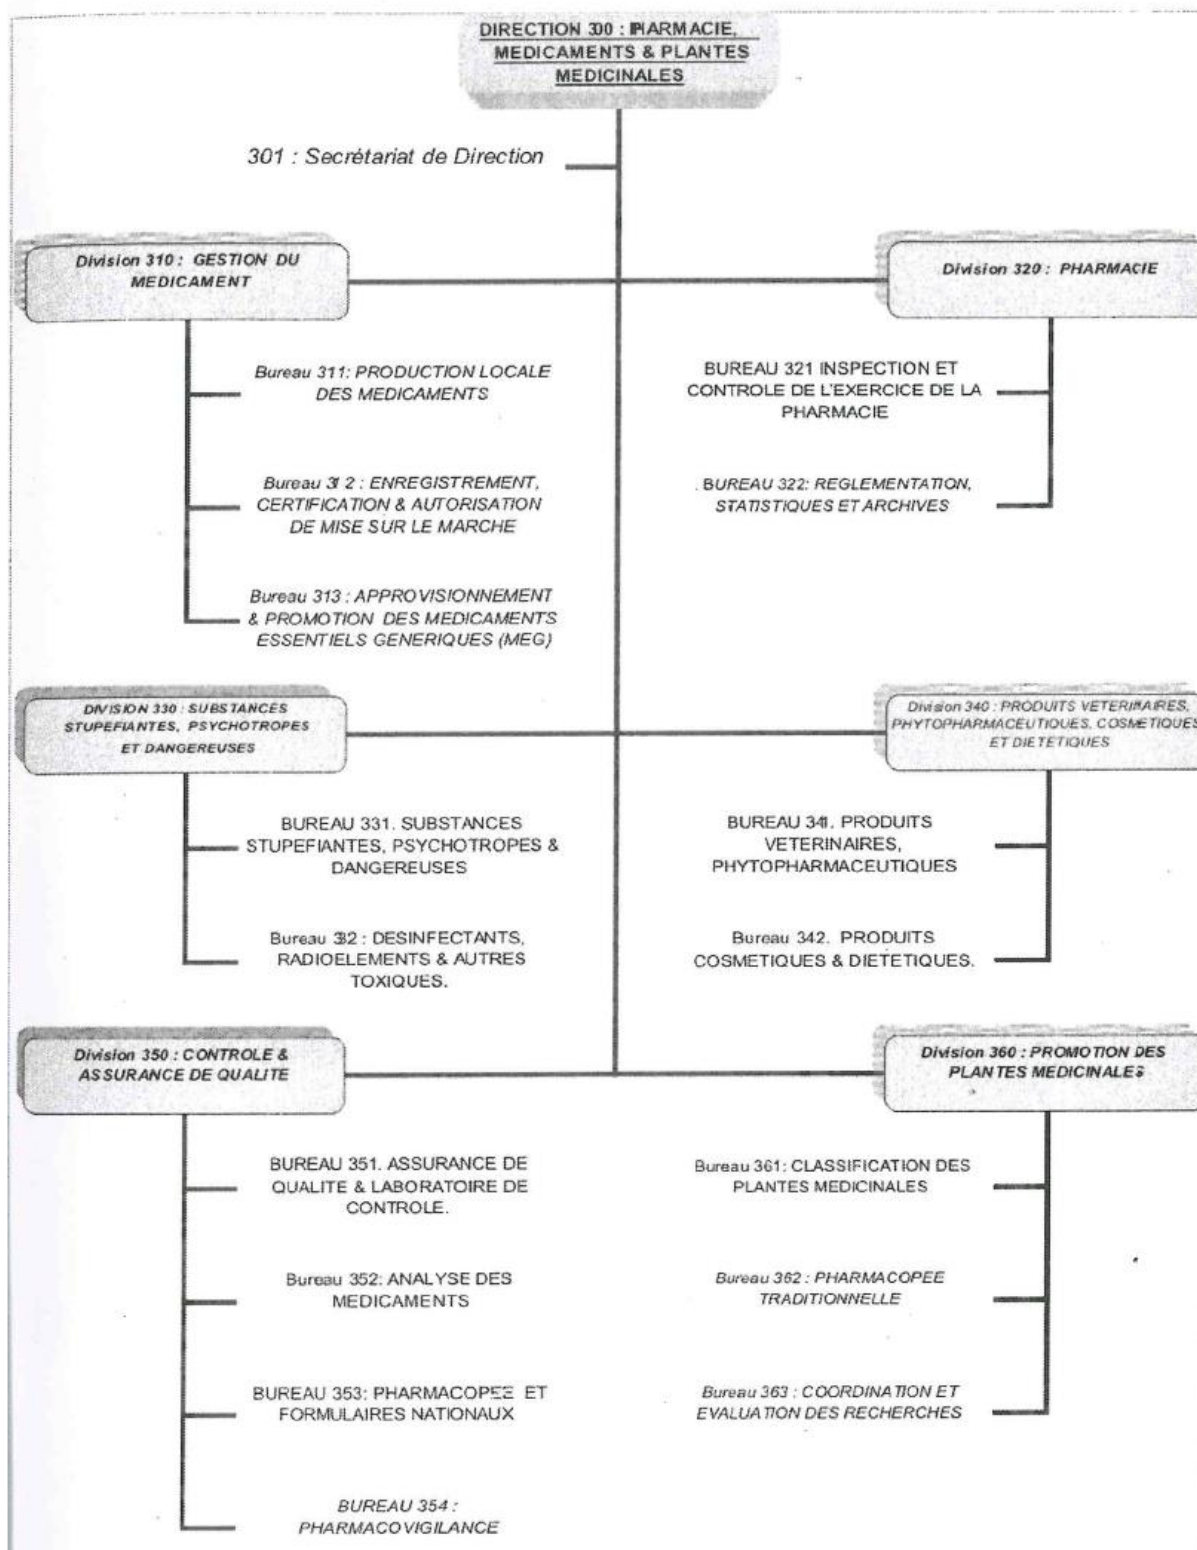 DIRECTION 300 : PHARMACIE,
MEDICAMENTS & PLANTES
MEDICINALES
301 : Secrétariat de Direction
Division 310 : GESTION DU
MEDICAMENT
Division 320 : PHARMACIE
Bureau 311: PRODUCTION LOCALE
DES MEDICAMENTS
BUREAU 321 INSPECTION ET
CONTROLE DE L'EXERCICE DE LA
PHARMACIE
Bureau 312 : ENREGISTREMENT,
CERTIFICATION & AUTORISATION
DE MISE SUR LE MARCHE
. BUREAU 322: REGLEMENTATION,
STATISTIQUES ET ARCHIVES
Bureau 313 : APPROVISIONNEMENT
& PROMOTION DES MEDICAMENTS
ESSENTIELS GENERIQUES (MEG)
DIVISION 330 : SUBSTANCES
STUPEFIANTES, PSYCHOTROPES
ET DANGEREUSES
Division 340 : PRODUITS VETERINAIRES,
PHYTOPHARMACEUTIQUES, COSMETIQUES
ET DIETETIQUES
BUREAU 331. SUBSTANCES
STUPEFIANTES, PSYCHOTROPES &
DANGEREUSES
BUREAU 341. PRODUITS
VETERINAIRES,
PHYTOPHARMACEUTIQUES
Bureau 332 : DESINFECTANTS,
RADIOELEMENTS & AUTRES
TOXIQUES.
Bureau 342. PRODUITS
COSMETIQUES & DIETETIQUES.
Division 350 : CONTROLE &
ASSURANCE DE QUALITE
Division 360 : PROMOTION DES
PLANTES MEDICINALES
BUREAU 351. ASSURANCE DE
QUALITE & LABORATOIRE DE
CONTROLE.
Bureau 361: CLASSIFICATION DES
PLANTES MEDICINALES
Bureau 352: ANALYSE DES
MEDICAMENTS
Bureau 362 : PHARMACOPEE
TRADITIONNELLE
BUREAU 353: PHARMACOPEE ET
FORMULAIRES NATIONAUX
Bureau 363 : COORDINATION ET
EVALUATION DES RECHERCHES
BUREAU 354 :
PHARMACOVIGILANCE